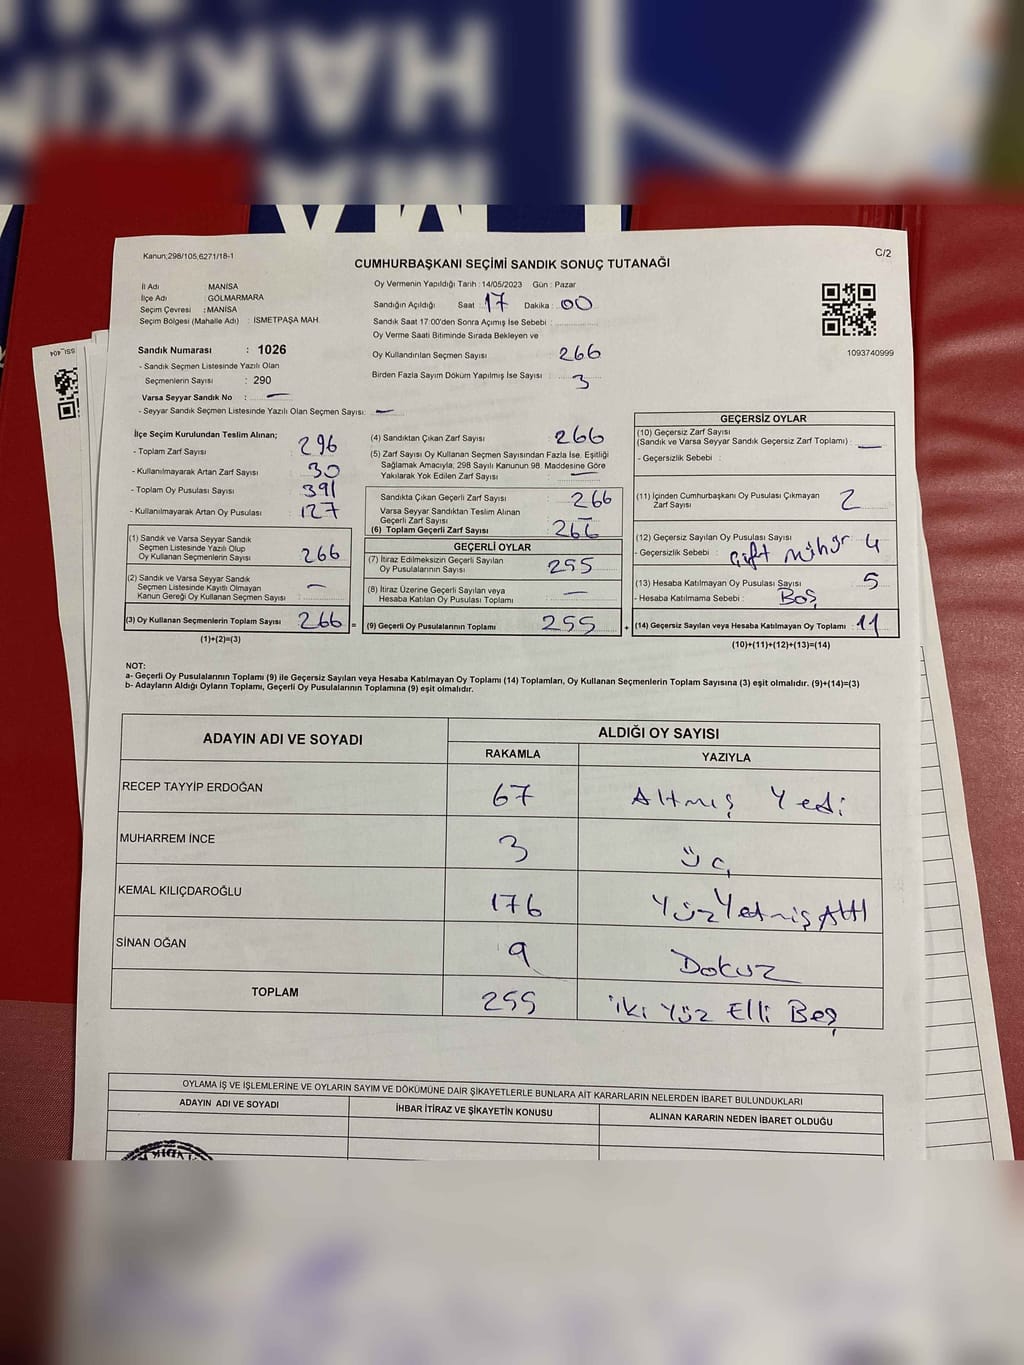 HAKİM
MA
Kanun;298/105,6271/18-1
C/2
CUMHURBAŞKANI SEÇİMİ SANDIK SONUÇ TUTANAĞI
İl Adı : MANİSA
İlçe Adı : GÖLMARMARA
Seçim Çevresi : MANİSA
Seçim Bölgesi (Mahalle Adı) : İSMETPAŞA MAH.
Oy Vermenin Yapıldığı Tarih : 14/05/2023 Gün : Pazar
Sandığın Açıldığı Saat : 17 Dakika : 00
Sandık Saat 17:00'den Sonra Açımış İse Sebebi :
Oy Verme Saati Bitiminde Sırada Bekleyen ve
Oy Kullandırılan Seçmen Sayısı 266
Birden Fazla Sayım Döküm Yapılmış İse Sayısı 3
1093740999
Sandık Numarası : 1026
- Sandık Seçmen Listesinde Yazılı Olan
Seçmenlerin Sayısı : 290
Varsa Seyyar Sandık No : —
- Seyyar Sandık Seçmen Listesinde Yazılı Olan Seçmen Sayısı: —
İlçe Seçim Kurulundan Teslim Alınan;
- Toplam Zarf Sayısı 296
- Kullanılmayarak Artan Zarf Sayısı 30
- Toplam Oy Pusulası Sayısı 391
- Kullanılmayarak Artan Oy Pusulası 127
(1) Sandık ve Varsa Seyyar Sandık
Seçmen Listesinde Yazılı Olup
Oy Kullanan Seçmenlerin Sayısı 266
(2) Sandık ve Varsa Seyyar Sandık
Seçmen Listesinde Kayıtlı Olmayan
Kanun Gereği Oy Kullanan Seçmen Sayısı : —
(3) Oy Kullanan Seçmenlerin Toplam Sayısı 266 =
(1)+(2)=(3)
(4) Sandıktan Çıkan Zarf Sayısı 266
(5) Zarf Sayısı Oy Kullanan Seçmen Sayısından Fazla İse, Eşitliği
Sağlamak Amacıyla, 298 Sayılı Kanunun 98. Maddesine Göre
Yakılarak Yok Edilen Zarf Sayısı —
Sandıkta Çıkan Geçerli Zarf Sayısı 266
Varsa Seyyar Sandıktan Teslim Alınan
Geçerli Zarf Sayısı —
(6) Toplam Geçerli Zarf Sayısı 266
GEÇERLİ OYLAR
(7) İtiraz Edilmeksizin Geçerli Sayılan
Oy Pusulalarının Sayısı 255
(8) İtiraz Üzerine Geçerli Sayılan veya
Hesaba Katılan Oy Pusulası Toplamı —
(9) Geçerli Oy Pusulalarının Toplamı 255 +
GEÇERSİZ OYLAR
(10) Geçersiz Zarf Sayısı
(Sandık ve Varsa Seyyar Sandık Geçersiz Zarf Toplamı) : —
- Geçersizlik Sebebi :
(11) İçinden Cumhurbaşkanı Oy Pusulası Çıkmayan
Zarf Sayısı 2
(12) Geçersiz Sayılan Oy Pusulası Sayısı
- Geçersizlik Sebebi : çift mühür 4
(13) Hesaba Katılmayan Oy Pusulası Sayısı 5
- Hesaba Katılmama Sebebi : Boş
(14) Geçersiz Sayılan veya Hesaba Katılmayan Oy Toplamı : 11
(10)+(11)+(12)+(13)=(14)
NOT:
a- Geçerli Oy Pusulalarının Toplamı (9) ile Geçersiz Sayılan veya Hesaba Katılmayan Oy Toplamı (14) Toplamları, Oy Kullanan Seçmenlerin Toplam Sayısına (3) eşit olmalıdır. (9)+(14)=(3)
b- Adayların Aldığı Oyların Toplamı, Geçerli Oy Pusulalarının Toplamına (9) eşit olmalıdır.
ADAYIN ADI VE SOYADI ALDIĞI OY SAYISI
RAKAMLA YAZIYLA
RECEP TAYYİP ERDOĞAN 67 Altmış Yedi
MUHARREM İNCE 3 üç
KEMAL KILIÇDAROĞLU 176 Yüz Yetmiş Altı
SİNAN OĞAN 9 Dokuz
TOPLAM 255 iki Yüz Elli Beş
OYLAMA İŞ VE İŞLEMLERİNE VE OYLARIN SAYIM VE DÖKÜMÜNE DAİR ŞİKAYETLERLE BUNLARA AİT KARARLARIN NELERDEN İBARET BULUNDUKLARI
ADAYIN ADI VE SOYADI İHBAR İTİRAZ VE ŞİKAYETİN KONUSU ALINAN KARARIN NEDEN İBARET OLDUĞU